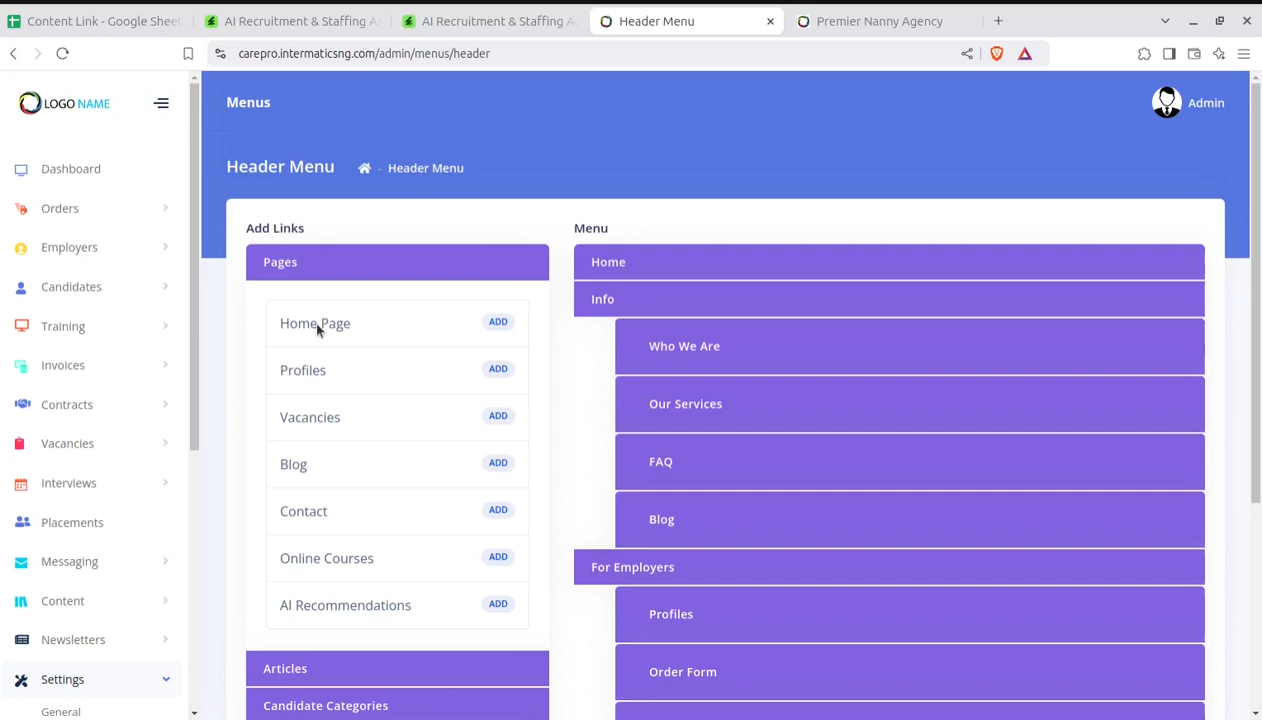 Content Link - Google Sheet
AI Recruitment & Staffing A
AI Recruitment & Staffing A
Header Menu
Premier Nanny Agency
carepro.intermaticsng.com/admin/menus/header
LOGO NAME
Menus
Admin
Header Menu
- Header Menu
Dashboard
Orders
Employers
Candidates
Training
Invoices
Contracts
Vacancies
Interviews
Placements
Messaging
Content
Newsletters
Settings
General
Add Links
Pages
Home Page ADD
Profiles ADD
Vacancies ADD
Blog ADD
Contact ADD
Online Courses ADD
AI Recommendations ADD
Articles
Candidate Categories
Menu
Home
Info
Who We Are
Our Services
FAQ
Blog
For Employers
Profiles
Order Form